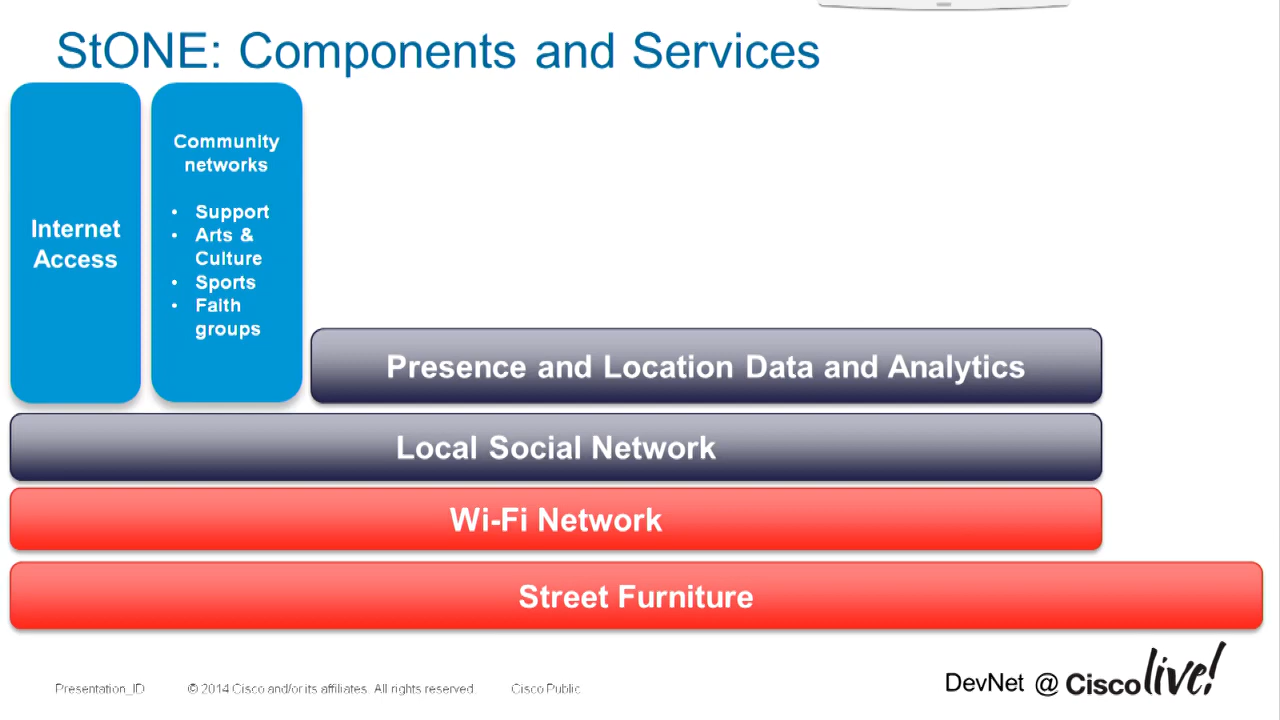 StONE: Components and Services
Internet
Access
Community
networks
• Support
• Arts &
Culture
• Sports
• Faith
groups
Presence and Location Data and Analytics
Local Social Network
Wi-Fi Network
Street Furniture
Presentation_ID
© 2014 Cisco and/or its affiliates. All rights reserved.
Cisco Public
DevNet @ Cisco live!